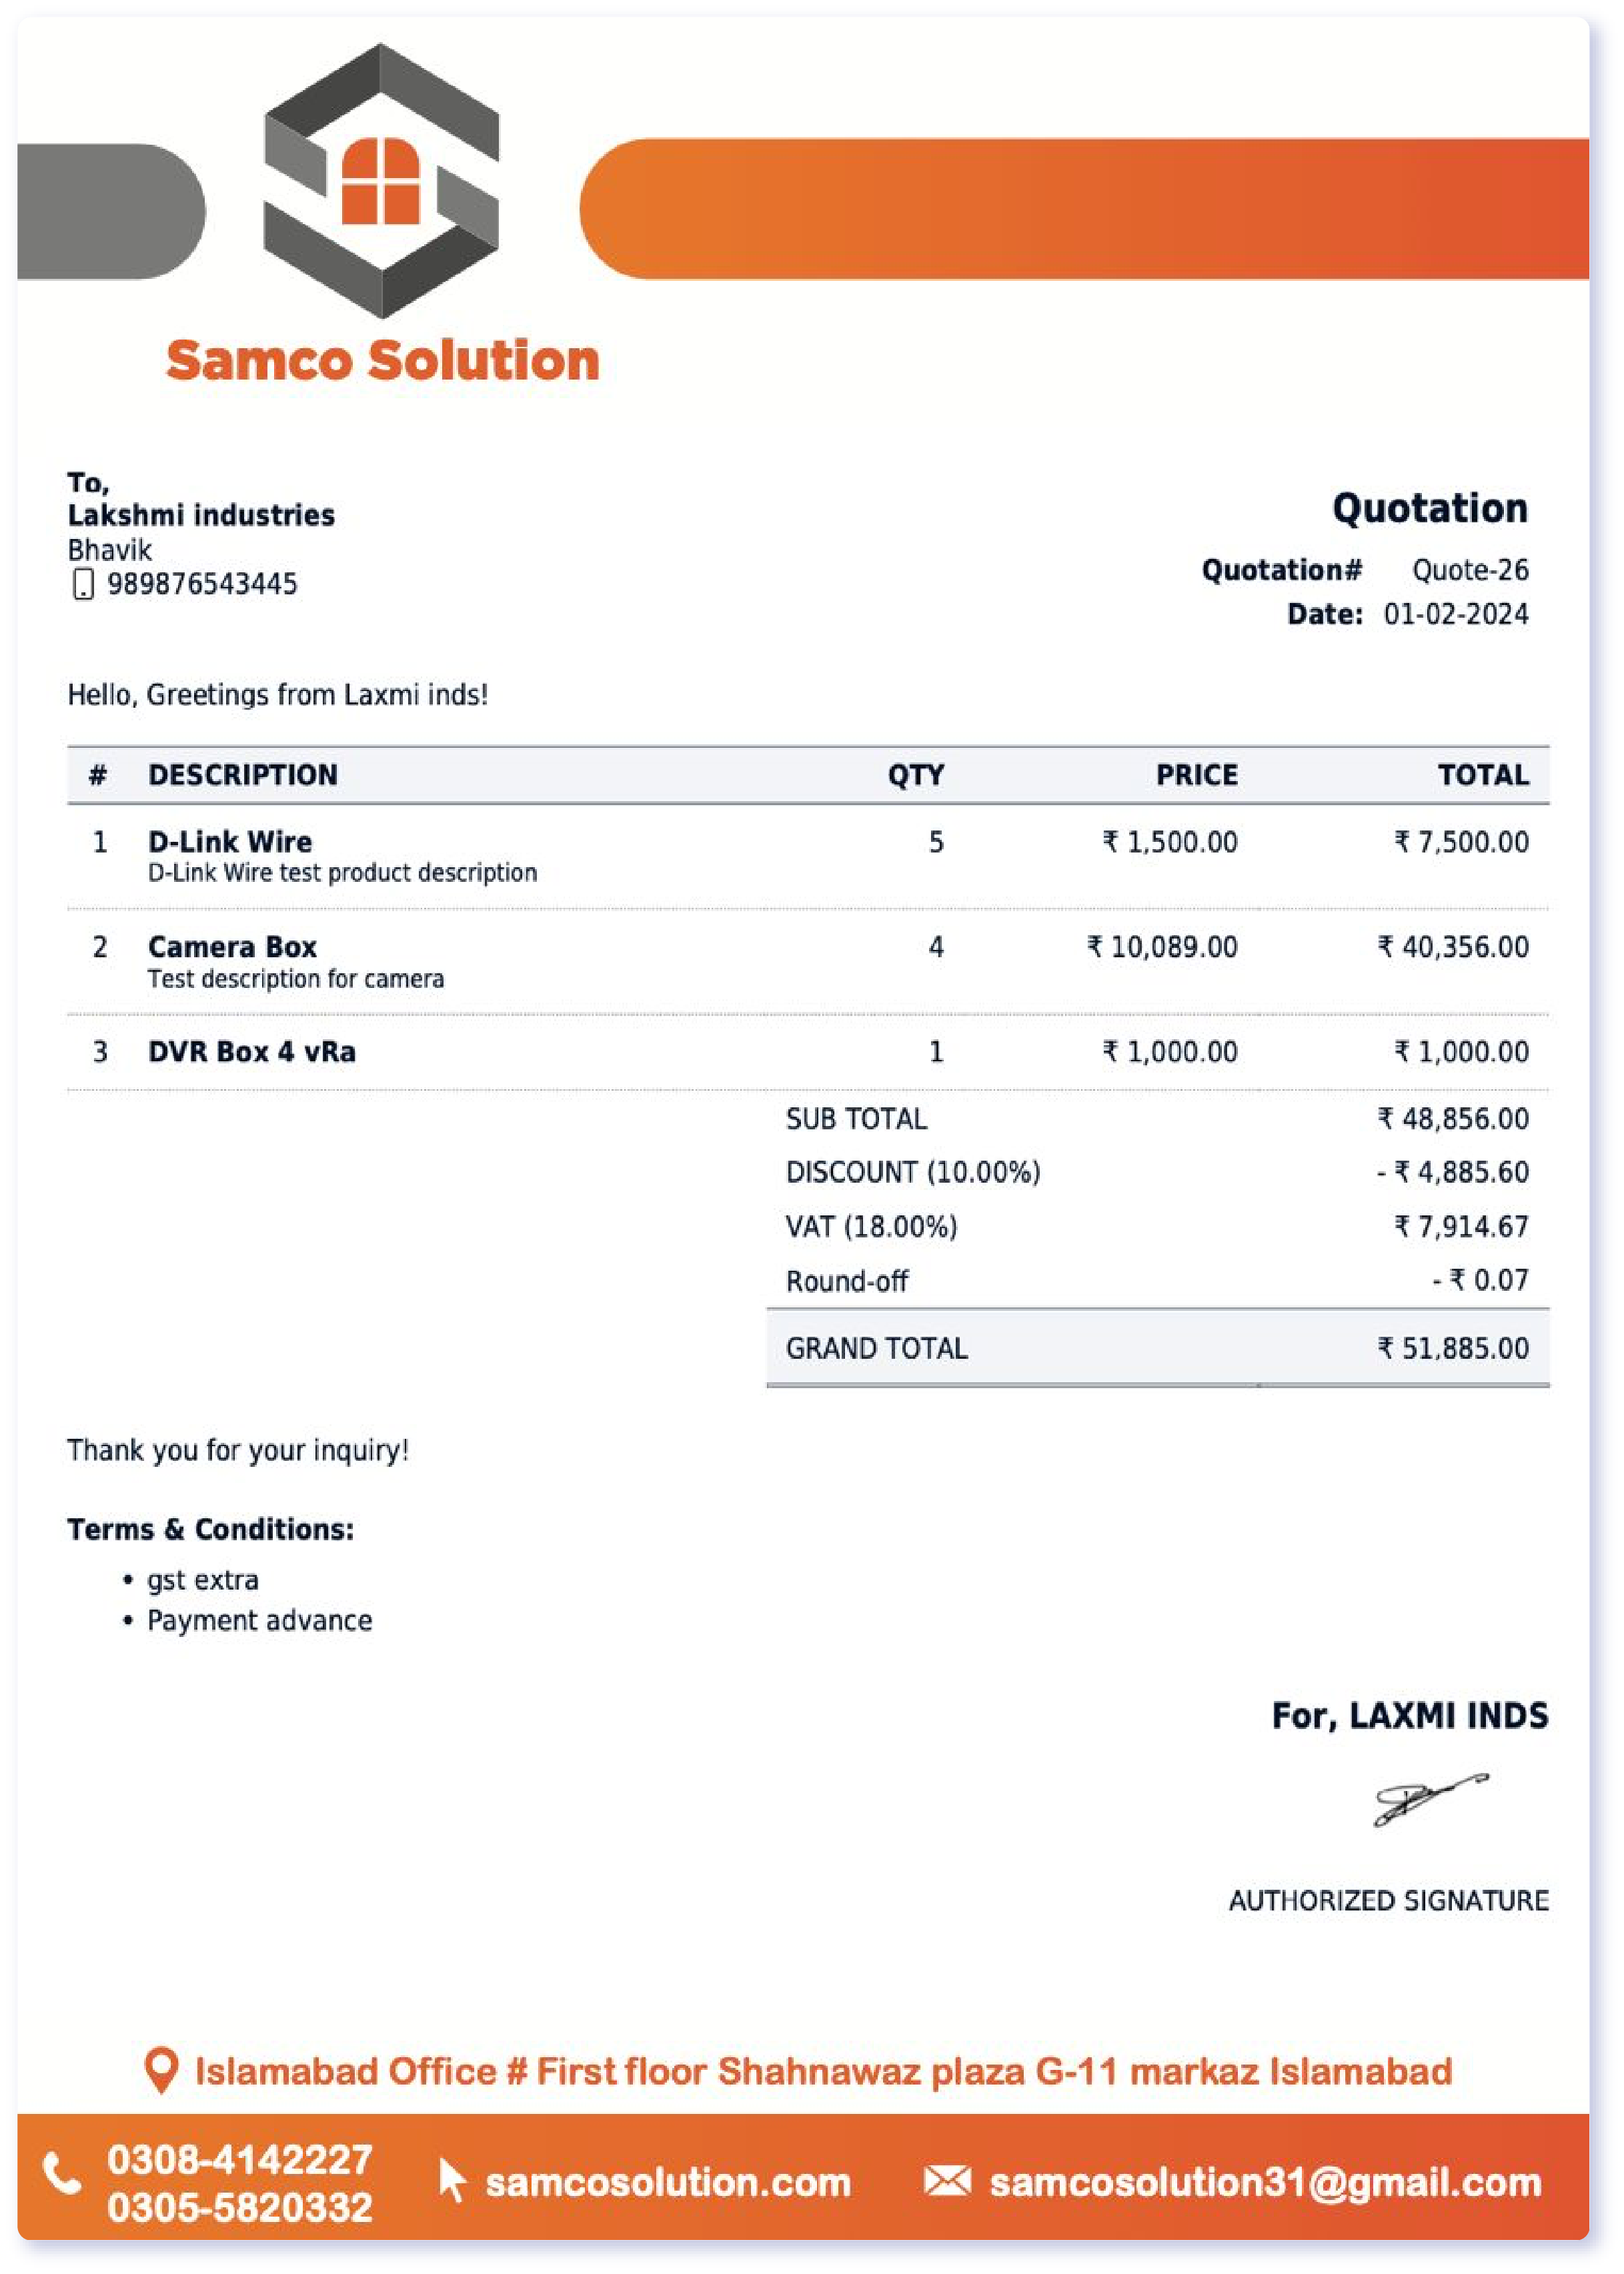 Samco Solution
To,
Lakshmi industries
Bhavik
989876543445
Quotation
Quotation# Quote-26
Date: 01-02-2024
Hello, Greetings from Laxmi inds!
# DESCRIPTION QTY PRICE TOTAL
1 D-Link Wire 5 ₹ 1,500.00 ₹ 7,500.00
D-Link Wire test product description
2 Camera Box 4 ₹ 10,089.00 ₹ 40,356.00
Test description for camera
3 DVR Box 4 vRa 1 ₹ 1,000.00 ₹ 1,000.00
SUB TOTAL ₹ 48,856.00
DISCOUNT (10.00%) - ₹ 4,885.60
VAT (18.00%) ₹ 7,914.67
Round-off - ₹ 0.07
GRAND TOTAL ₹ 51,885.00
Thank you for your inquiry!
Terms & Conditions:
• gst extra
• Payment advance
For, LAXMI INDS
AUTHORIZED SIGNATURE
Islamabad Office # First floor Shahnawaz plaza G-11 markaz Islamabad
0308-4142227
0305-5820332
samcosolution.com
samcosolution31@gmail.com